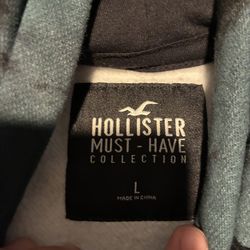 HOLLISTER
MUST - HAVE
COLLECTION
L
MADE IN CHINA